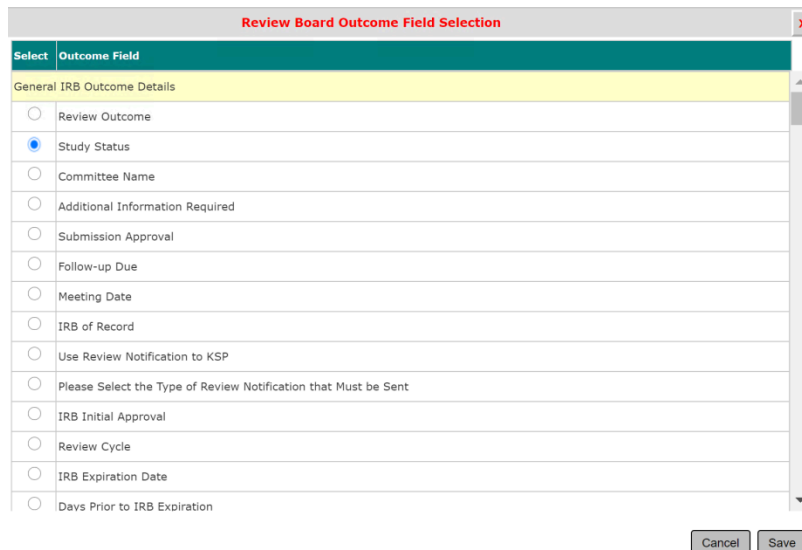 Review Board Outcome Field Selection
Select Outcome Field
General IRB Outcome Details
Review Outcome
Study Status
Committee Name
Additional Information Required
Submission Approval
Follow-up Due
Meeting Date
IRB of Record
Use Review Notification to KSP
Please Select the Type of Review Notification that Must be Sent
IRB Initial Approval
Review Cycle
IRB Expiration Date
Days Prior to IRB Expiration
Cancel Save